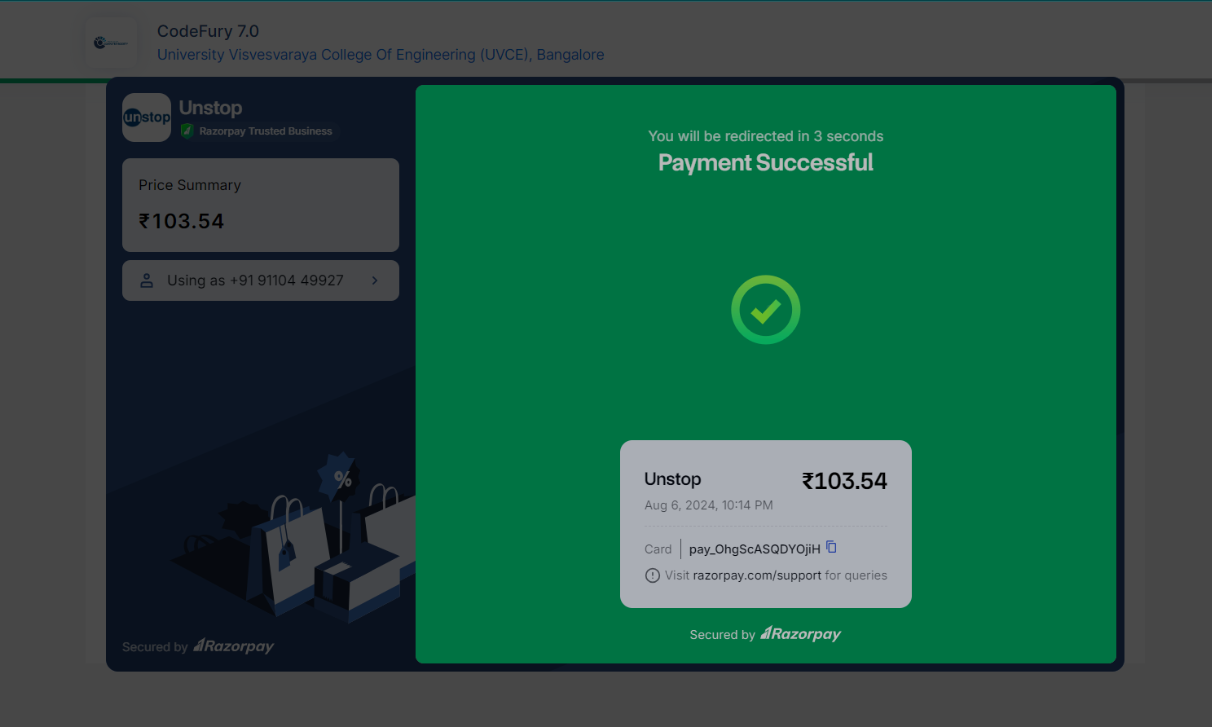 CodeFury 7.0
University Visvesvaraya College Of Engineering (UVCE), Bangalore
unstop
Unstop
Razorpay Trusted Business
Price Summary
₹103.54
Using as +91 91104 49927
%
Secured by Razorpay
You will be redirected in 3 seconds
Payment Successful
Unstop ₹103.54
Aug 6, 2024, 10:14 PM
Card pay_OhgScASQDYOjiH
Visit razorpay.com/support for queries
Secured by Razorpay